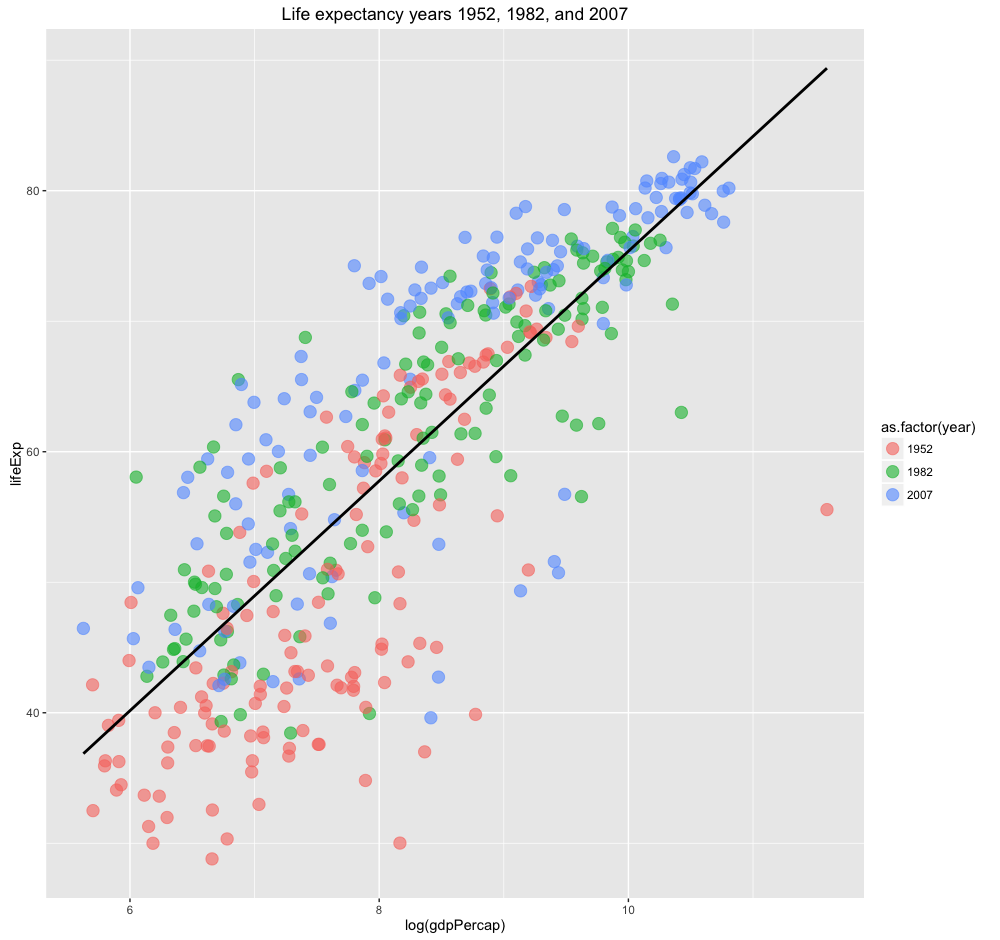 Life expectancy years 1952, 1982, and 2007
lifeExp
80
60
40
6
8
10
log(gdpPercap)
as.factor(year)
1952
1982
2007